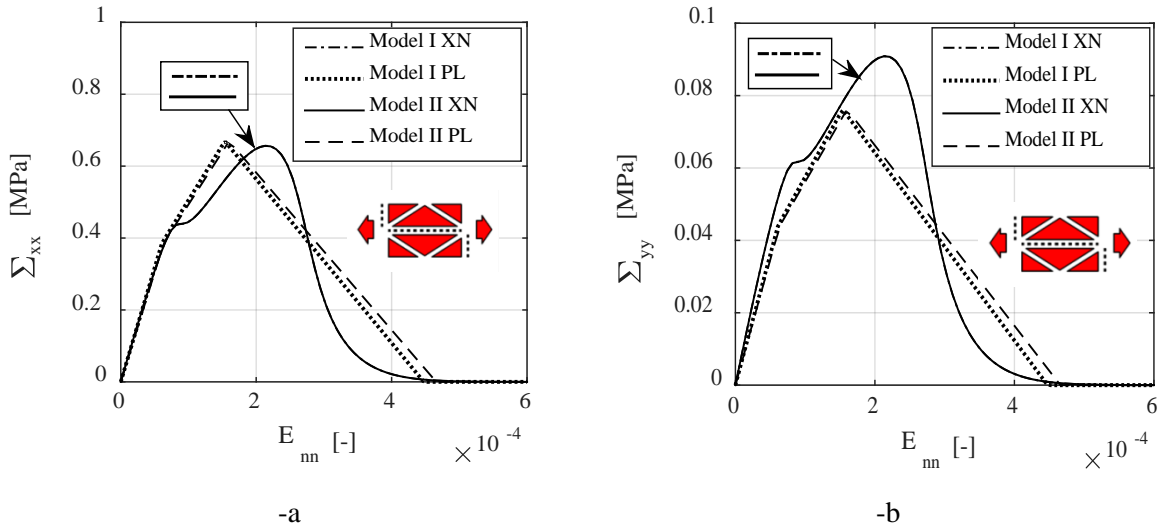 1
0.8
0.6
0.4
0.2
0
Σxx [MPa]
0 2 4 6
E nn [-]
×10 -4
Model I XN
Model I PL
Model II XN
Model II PL
-a
0.1
0.08
0.06
0.04
0.02
0
Σyy [MPa]
0 2 4 6
E nn [-]
×10 -4
Model I XN
Model I PL
Model II XN
Model II PL
-b